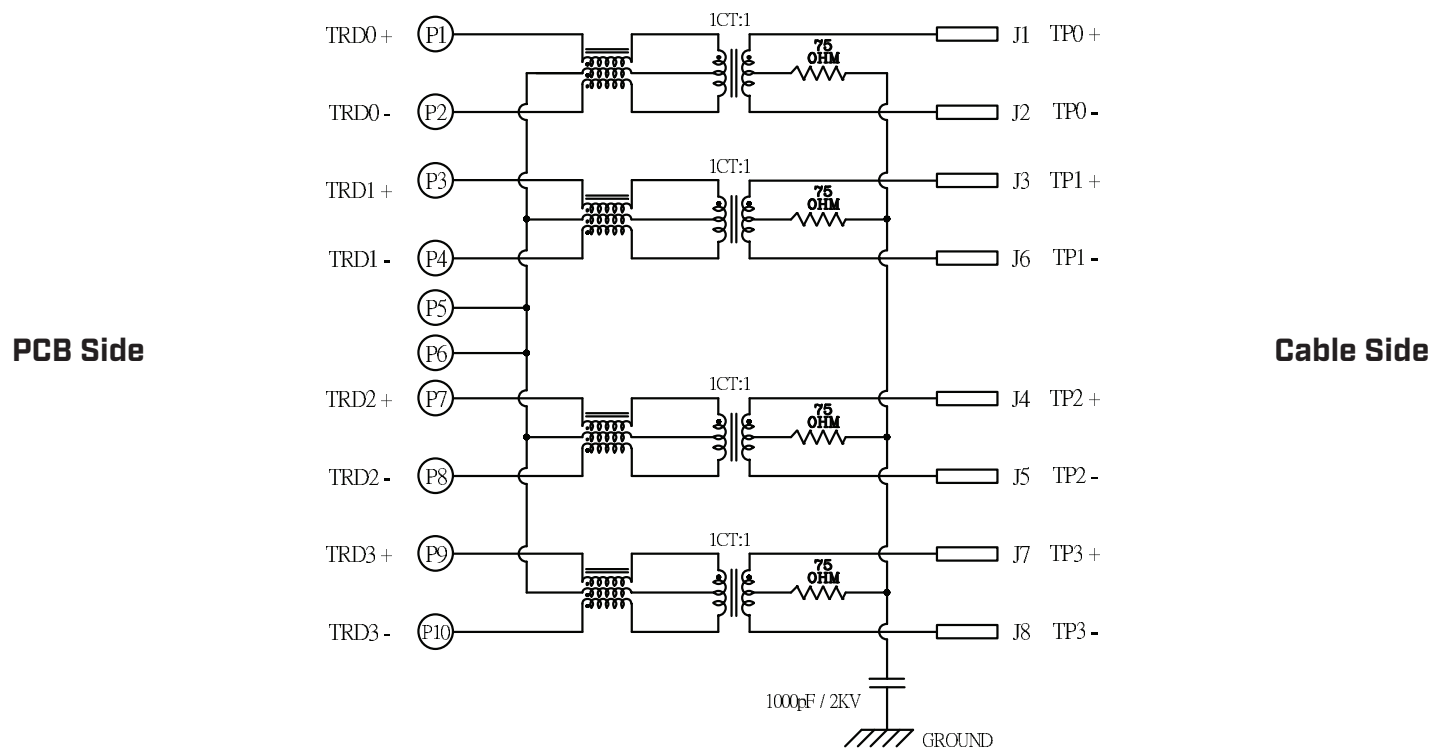 1CT:1
TRD0 + P1 75 OHM J1 TP0 +
TRD0 - P2 J2 TP0 -
1CT:1
TRD1 + P3 75 OHM J3 TP1 +
TRD1 - P4 J6 TP1 -
P5
PCB Side P6 Cable Side
1CT:1
TRD2 + P7 75 OHM J4 TP2 +
TRD2 - P8 J5 TP2 -
1CT:1
TRD3 + P9 75 OHM J7 TP3 +
TRD3 - P10 J8 TP3 -
1000pF / 2KV
GROUND